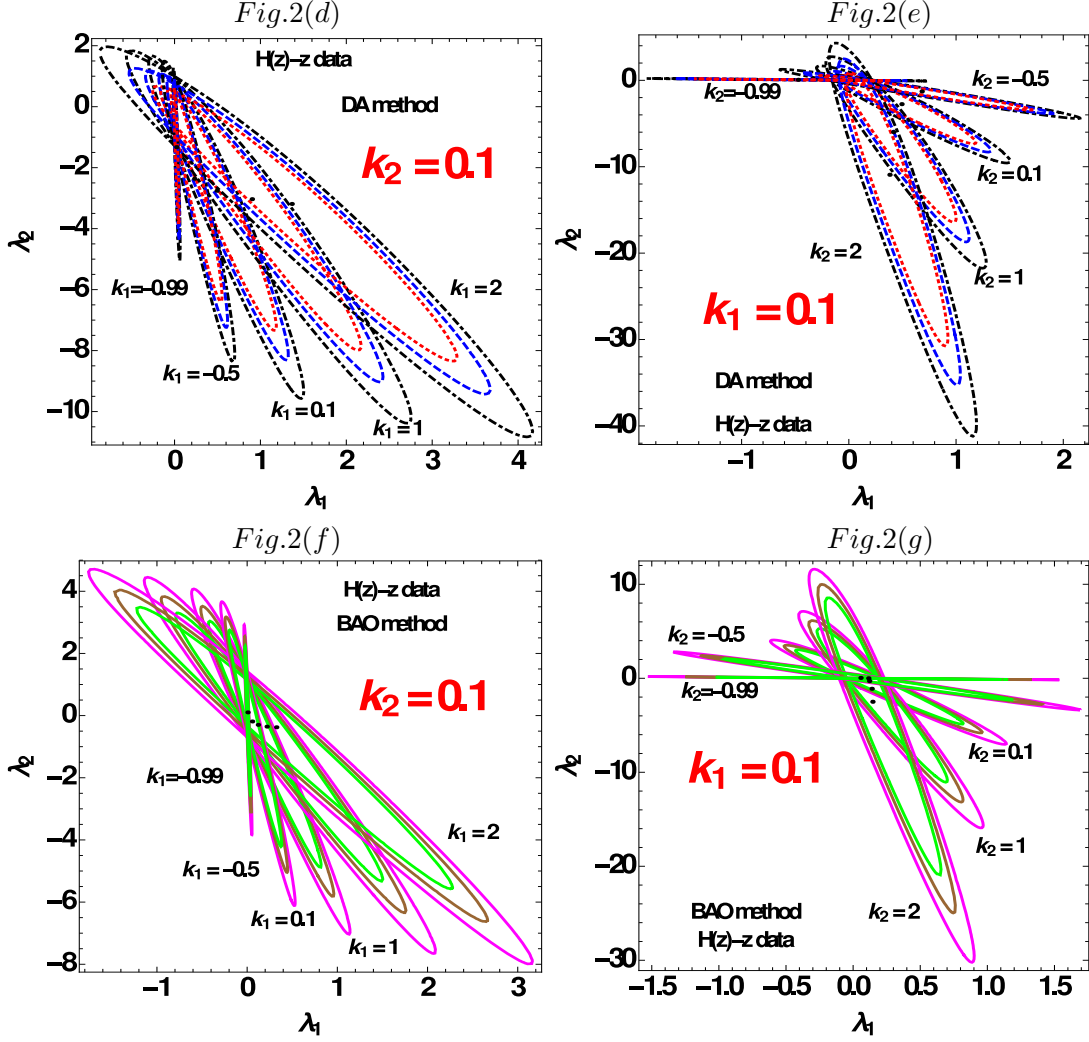 Fig.2(d)
H(z)–z data
DA method
k₂ = 0.1
k₁=–0.99
k₁ = –0.5
k₁ = 0.1
k₁ = 1
k₁ = 2
2
0
−2
−4
−6
−8
−10
λ₂
0 1 2 3 4
λ₁
Fig.2(e)
k₂=–0.99
k₂ = –0.5
k₂ = 0.1
k₂ = 1
k₂ = 2
k₁ = 0.1
DA method
H(z)–z data
0
−10
−20
−30
−40
λ₂
−1 0 1 2
λ₁
Fig.2(f)
H(z)–z data
BAO method
k₂ = 0.1
k₁=–0.99
k₁ = –0.5
k₁ = 0.1
k₁ = 1
k₁ = 2
4
2
0
−2
−4
−6
−8
λ₂
−1 0 1 2 3
λ₁
Fig.2(g)
k₂ = –0.5
k₂=–0.99
k₂ = 0.1
k₂ = 1
k₂ = 2
k₁ = 0.1
BAO method
H(z)–z data
10
0
−10
−20
−30
λ₂
−1.5 −1.0 −0.5 0.0 0.5 1.0 1.5
λ₁